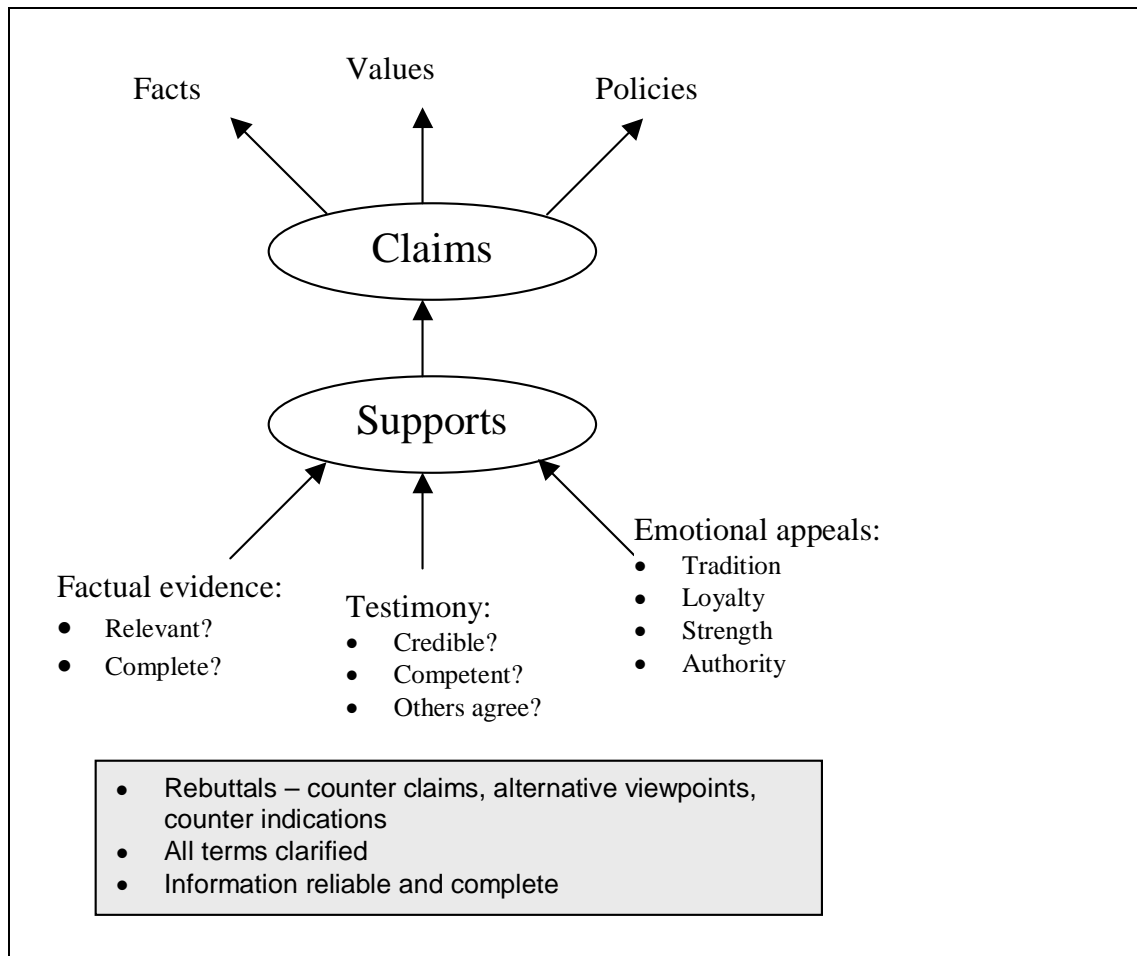 Facts
Values
Policies
Claims
Supports
Factual evidence:
• Relevant?
• Complete?
Testimony:
• Credible?
• Competent?
• Others agree?
Emotional appeals:
• Tradition
• Loyalty
• Strength
• Authority
• Rebuttals – counter claims, alternative viewpoints,
counter indications
• All terms clarified
• Information reliable and complete